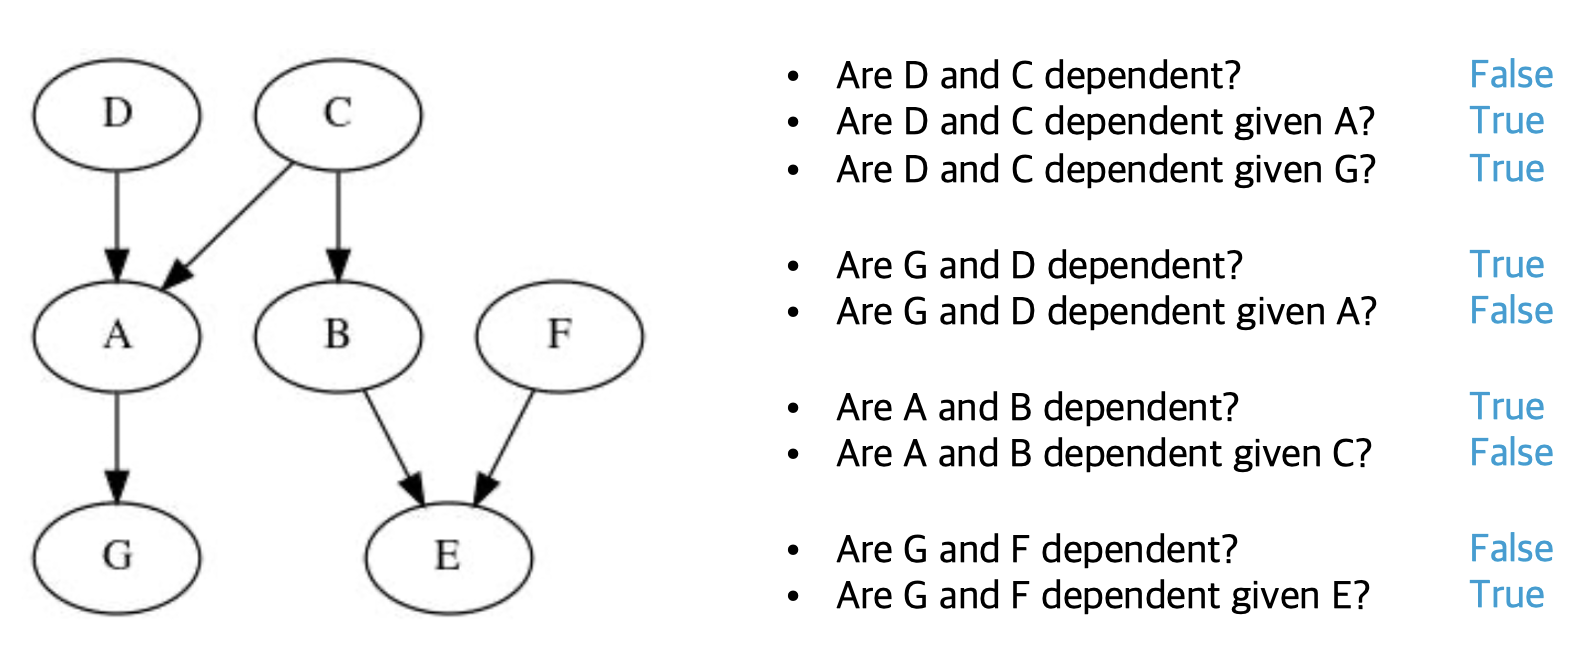 D
C
A
B
F
G
E
• Are D and C dependent? False
• Are D and C dependent given A? True
• Are D and C dependent given G? True
• Are G and D dependent? True
• Are G and D dependent given A? False
• Are A and B dependent? True
• Are A and B dependent given C? False
• Are G and F dependent? False
• Are G and F dependent given E? True